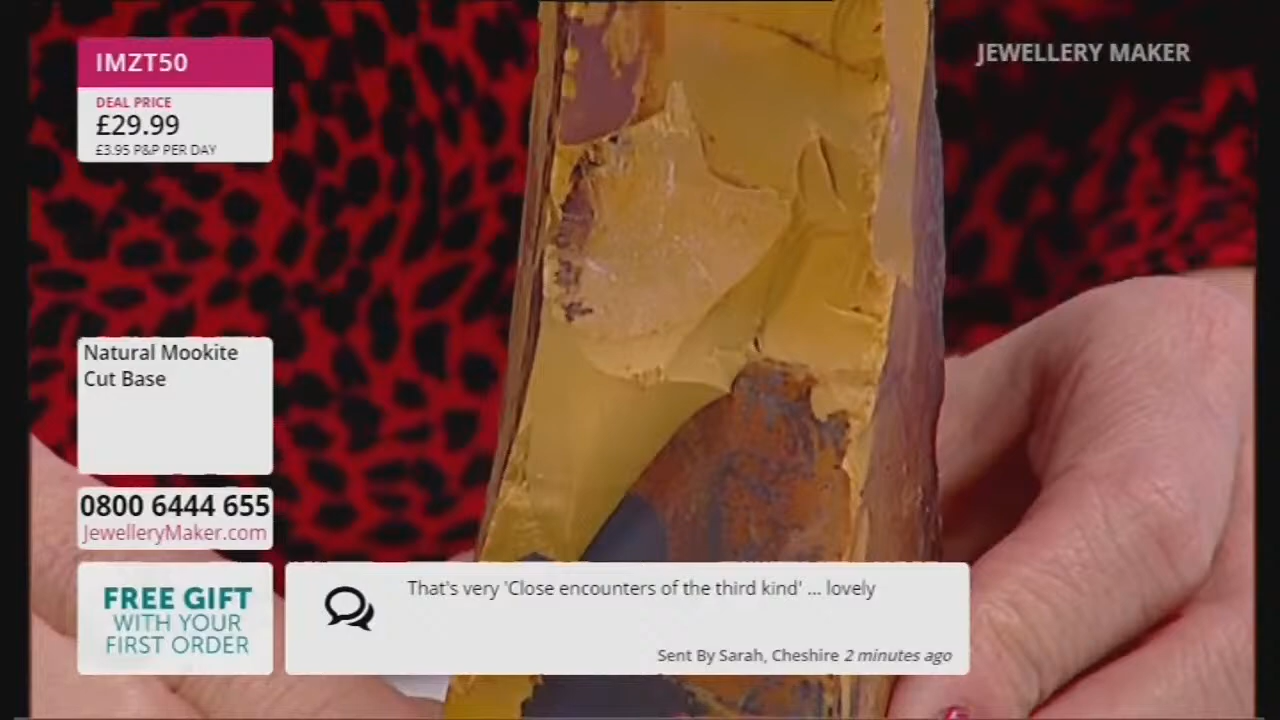 IMZT50
DEAL PRICE
£29.99
£3.95 P&P PER DAY
JEWELLERY MAKER
Natural Mookite
Cut Base
0800 6444 655
JewelleryMaker.com
FREE GIFT
WITH YOUR
FIRST ORDER
That's very 'Close encounters of the third kind' ... lovely
Sent By Sarah, Cheshire 2 minutes ago